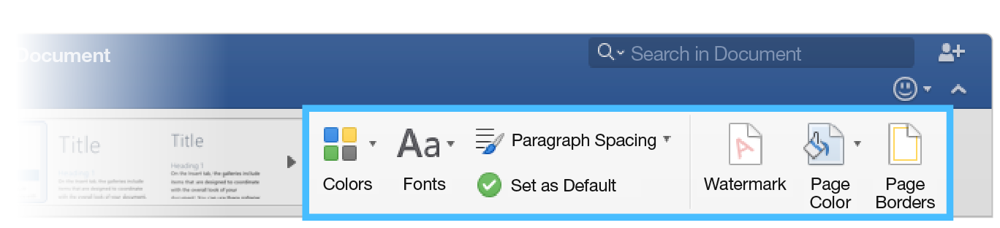 Document
Search in Document
Title
Heading 1
On the Insert tab, the galleries include
items that are designed to coordinate
with the overall look of your document.
Title
Heading 1
On the Insert tab, the galleries include
items that are designed to coordinate
with the overall look of your
document. You can use these galleries
Aa
Colors
Fonts
Paragraph Spacing
Set as Default
A
Watermark
Page
Color
Page
Borders